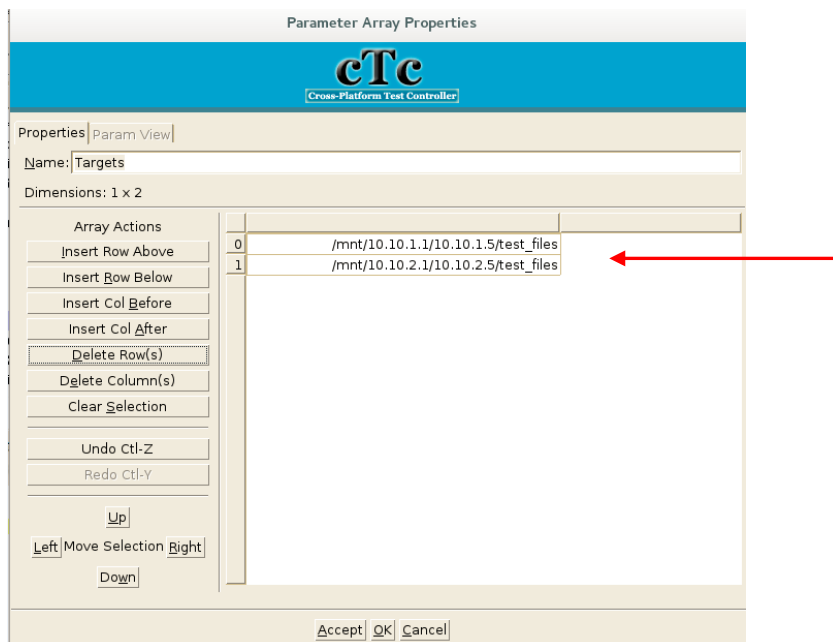 Parameter Array Properties
cTc
Cross-Platform Test Controller
Properties Param View
Name: Targets
Dimensions: 1 x 2
Array Actions
Insert Row Above
Insert Row Below
Insert Col Before
Insert Col After
Delete Row(s)
Delete Column(s)
Clear Selection
Undo Ctl-Z
Redo Ctl-Y
Up
Left Move Selection Right
Down
0 /mnt/10.10.1.1/10.10.1.5/test_files
1 /mnt/10.10.2.1/10.10.2.5/test_files
Accept OK Cancel